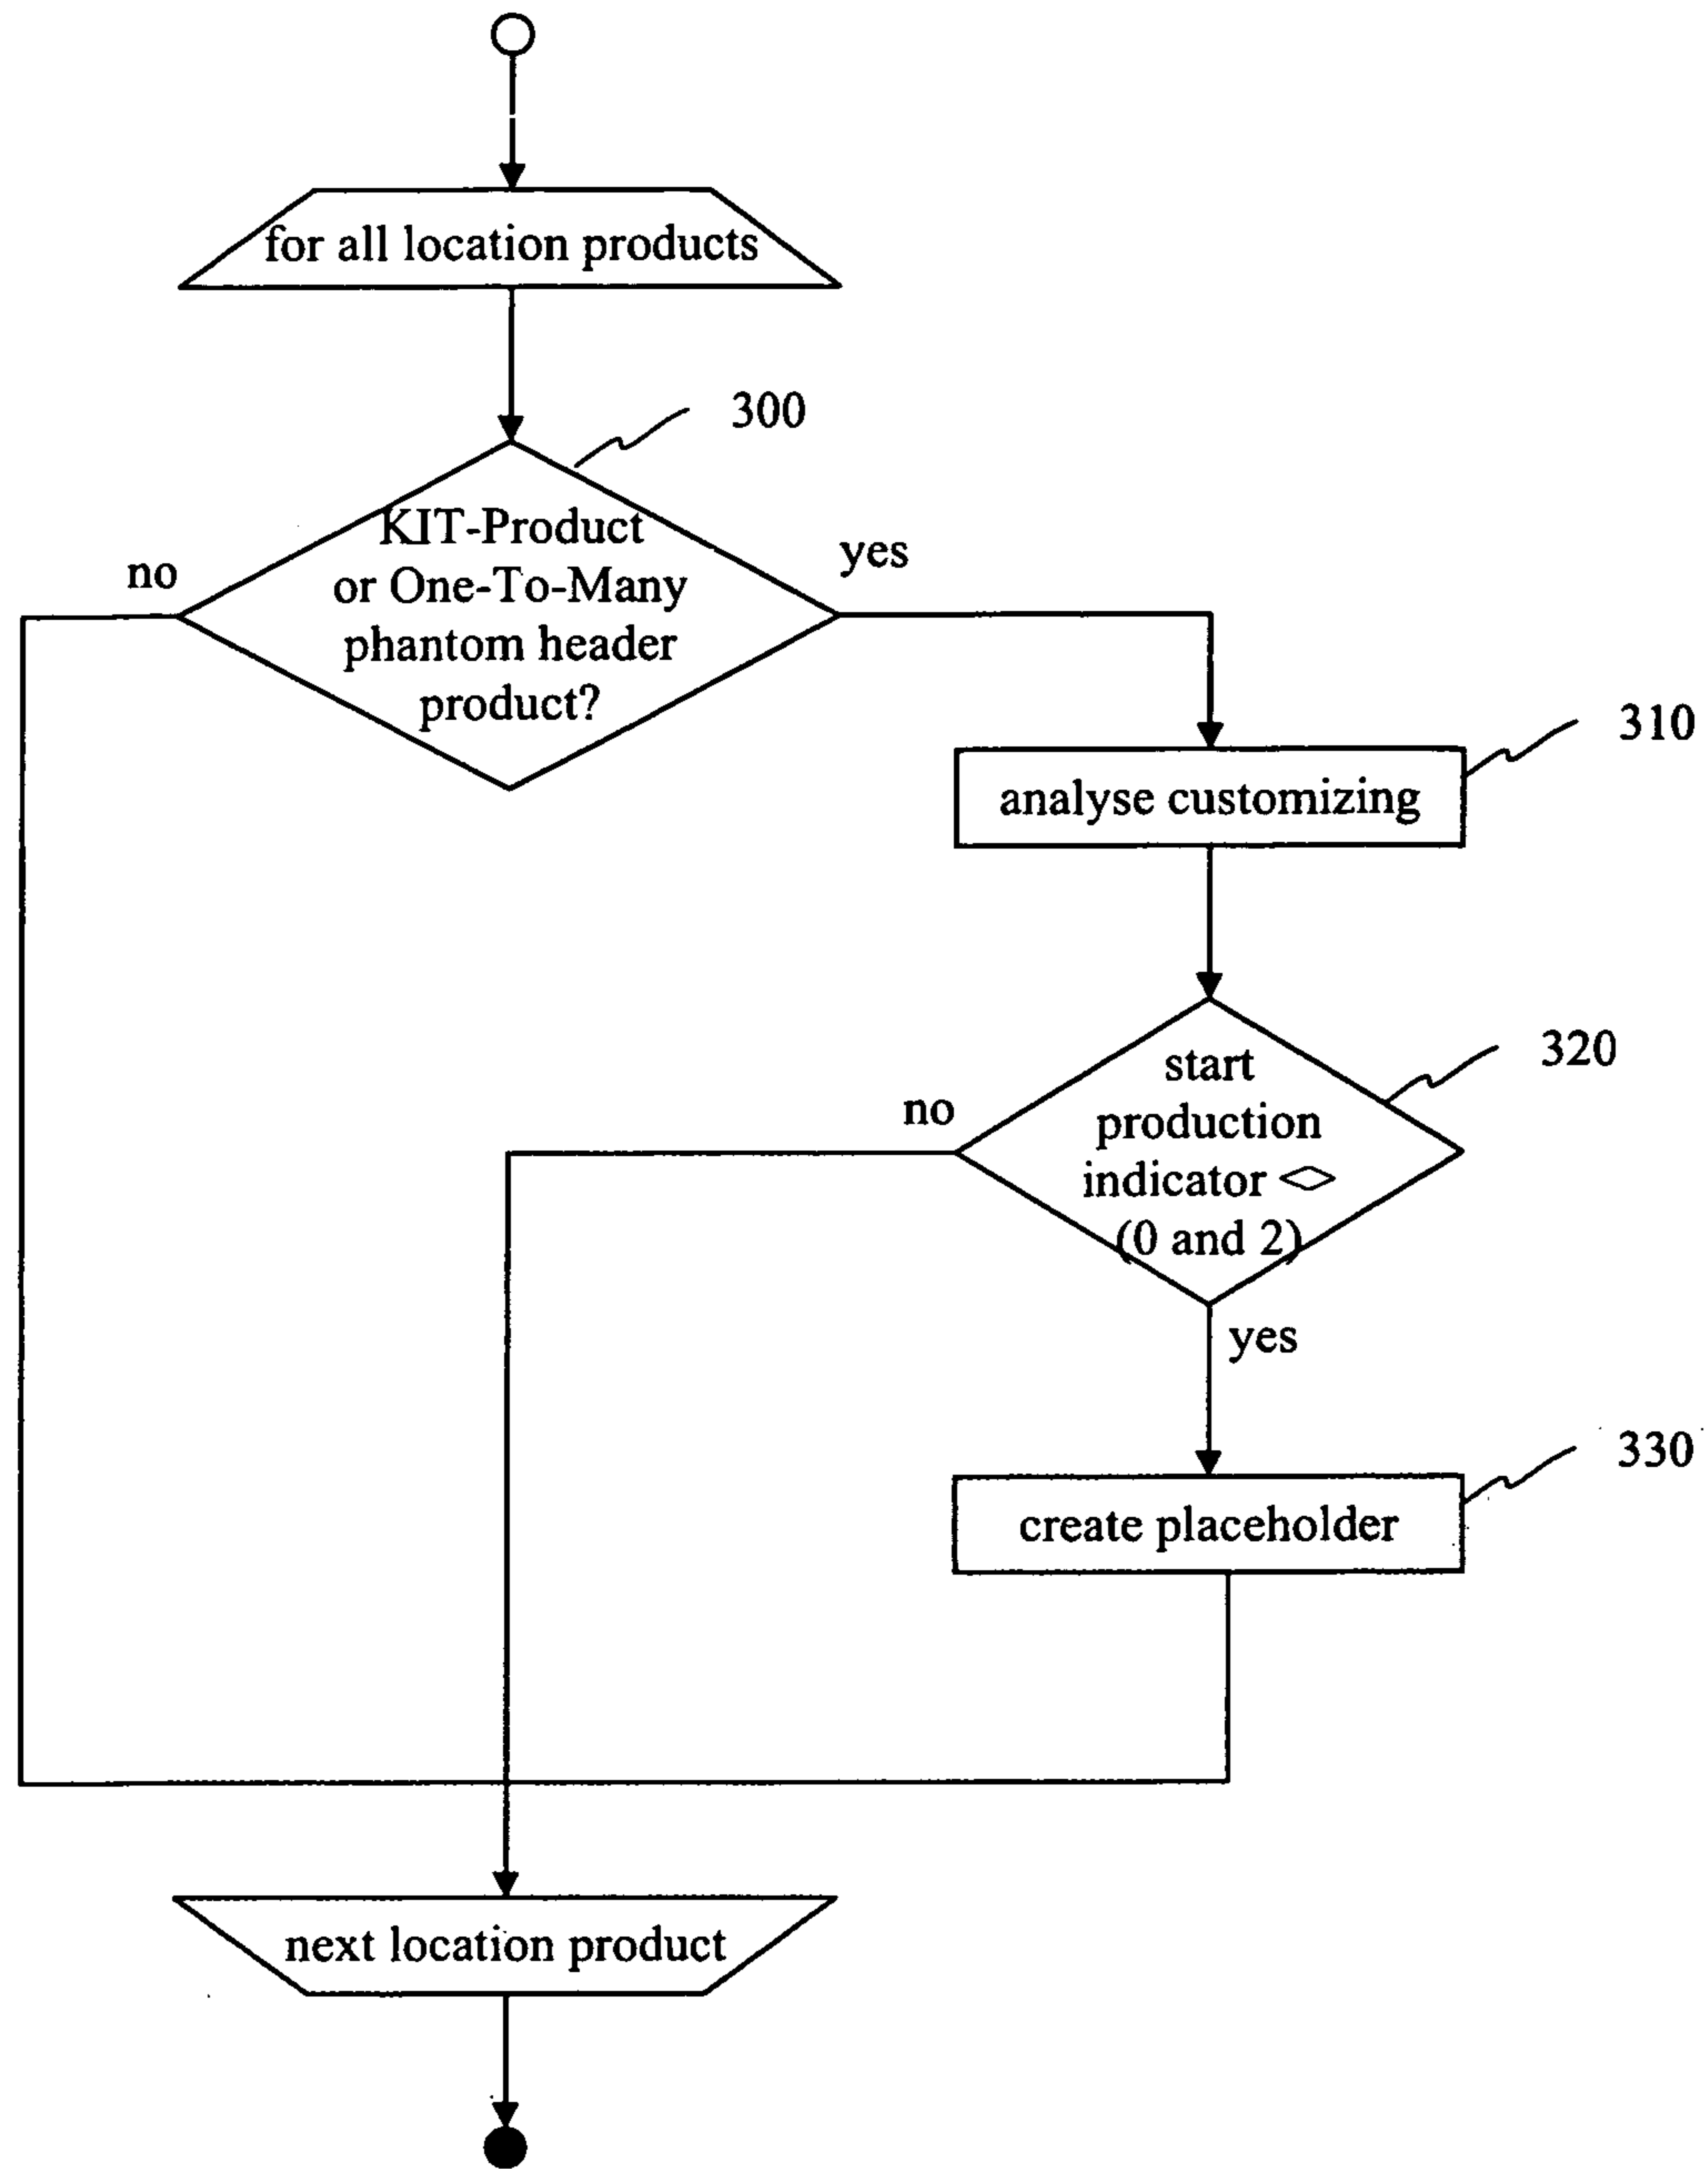 for all location products
300
KIT-Product
or One-To-Many
phantom header
product?
no
yes
310
analyse customizing
320
start
production
indicator <>
(0 and 2)
no
yes
330
create placeholder
next location product